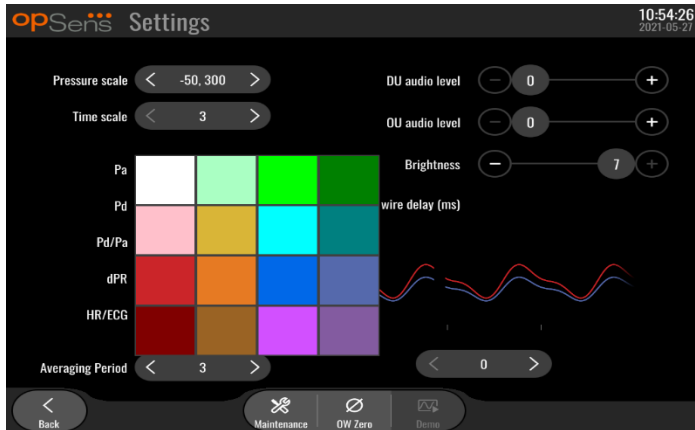 opSens Settings
10:54:26
2021-05-27
Pressure scale -50, 300
Time scale 3
Pa
Pd
Pd/Pa
dPR
HR/ECG
Averaging Period 3
DU audio level 0
OU audio level 0
Brightness 7
wire delay (ms)
0
Back
Maintenance
OW Zero
Demo